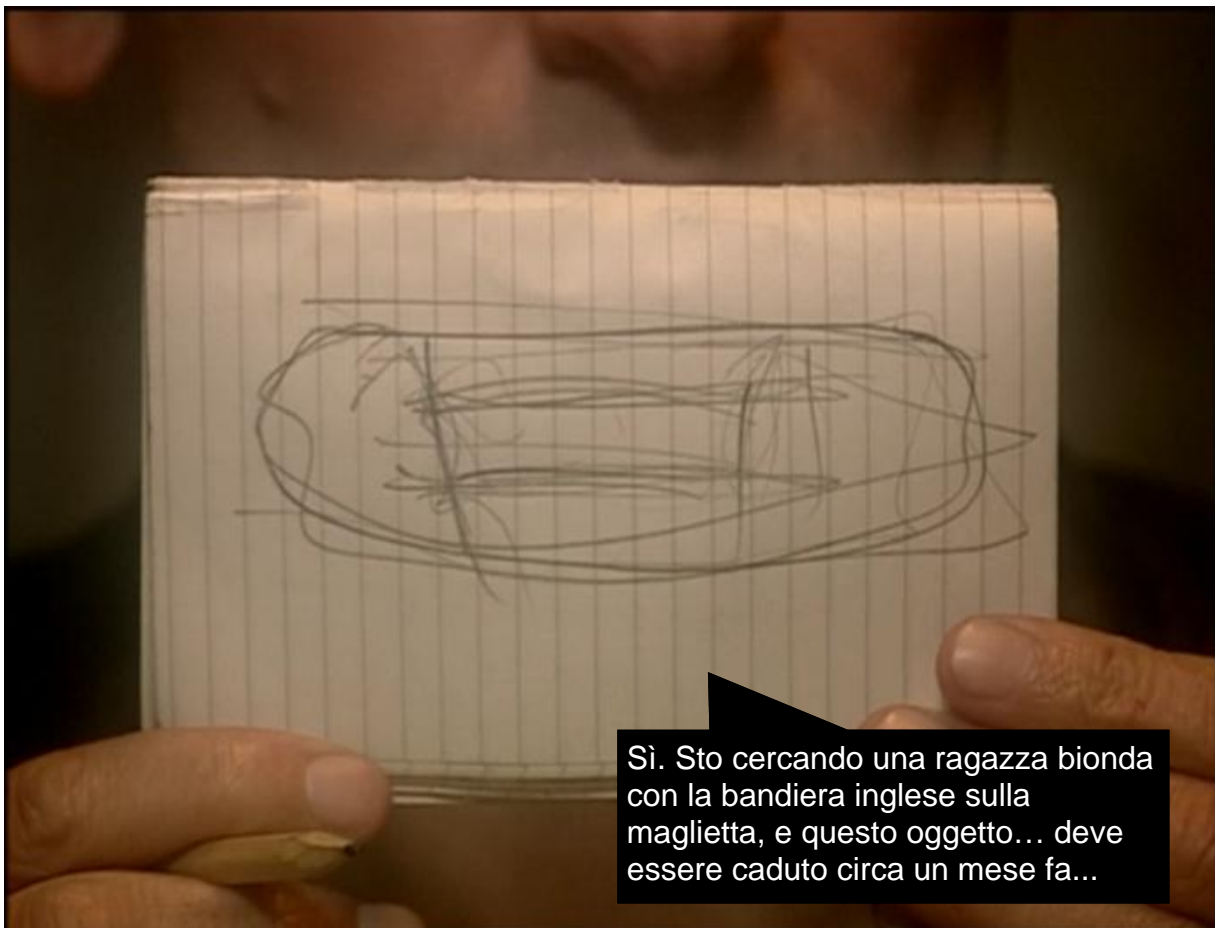 Sì. Sto cercando una ragazza bionda
con la bandiera inglese sulla
maglietta, e questo oggetto… deve
essere caduto circa un mese fa...